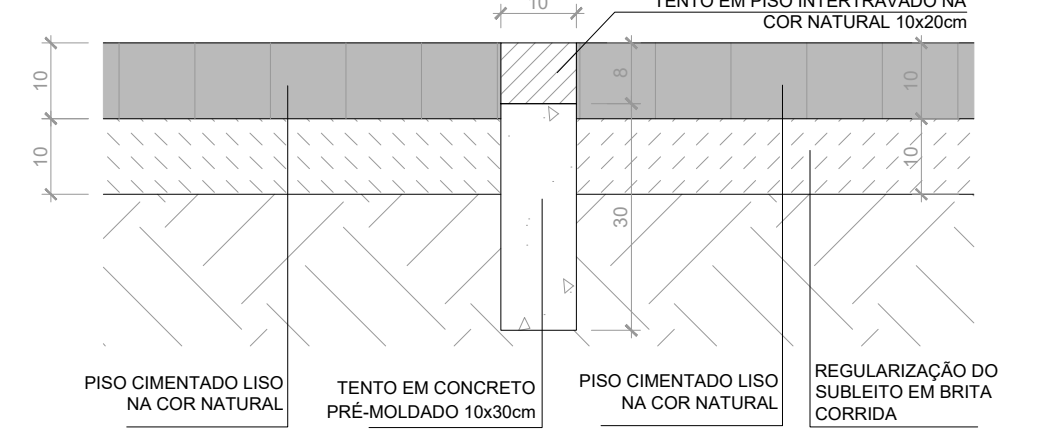 10
TENTO EM PISO INTERTRAVADO NA
COR NATURAL 10x20cm
10
8
10
10
10
30
PISO CIMENTADO LISO
NA COR NATURAL
TENTO EM CONCRETO
PRÉ-MOLDADO 10x30cm
PISO CIMENTADO LISO
NA COR NATURAL
REGULARIZAÇÃO DO
SUBLEITO EM BRITA
CORRIDA